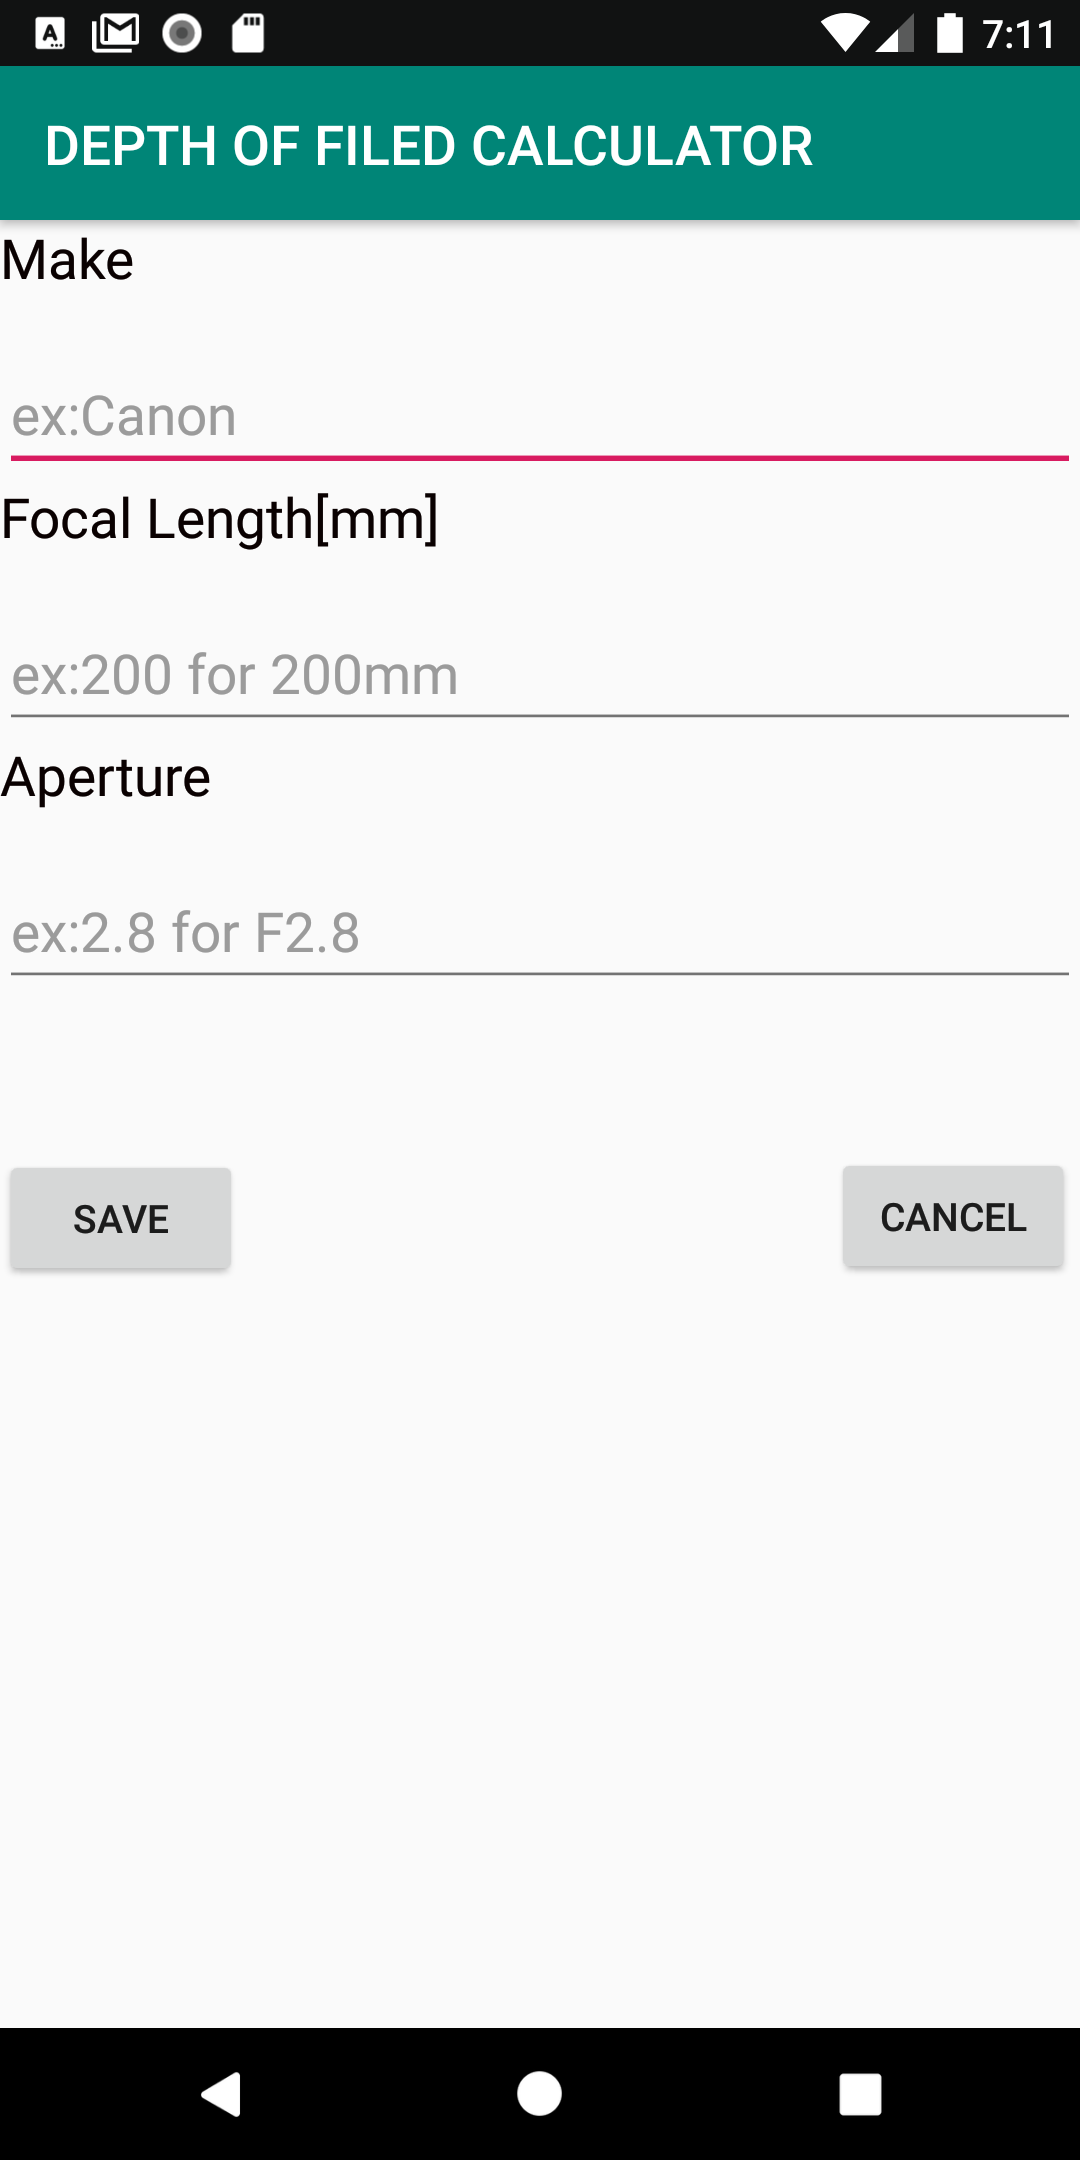 7:11
DEPTH OF FILED CALCULATOR
Make
ex:Canon
Focal Length[mm]
ex:200 for 200mm
Aperture
ex:2.8 for F2.8
SAVE
CANCEL